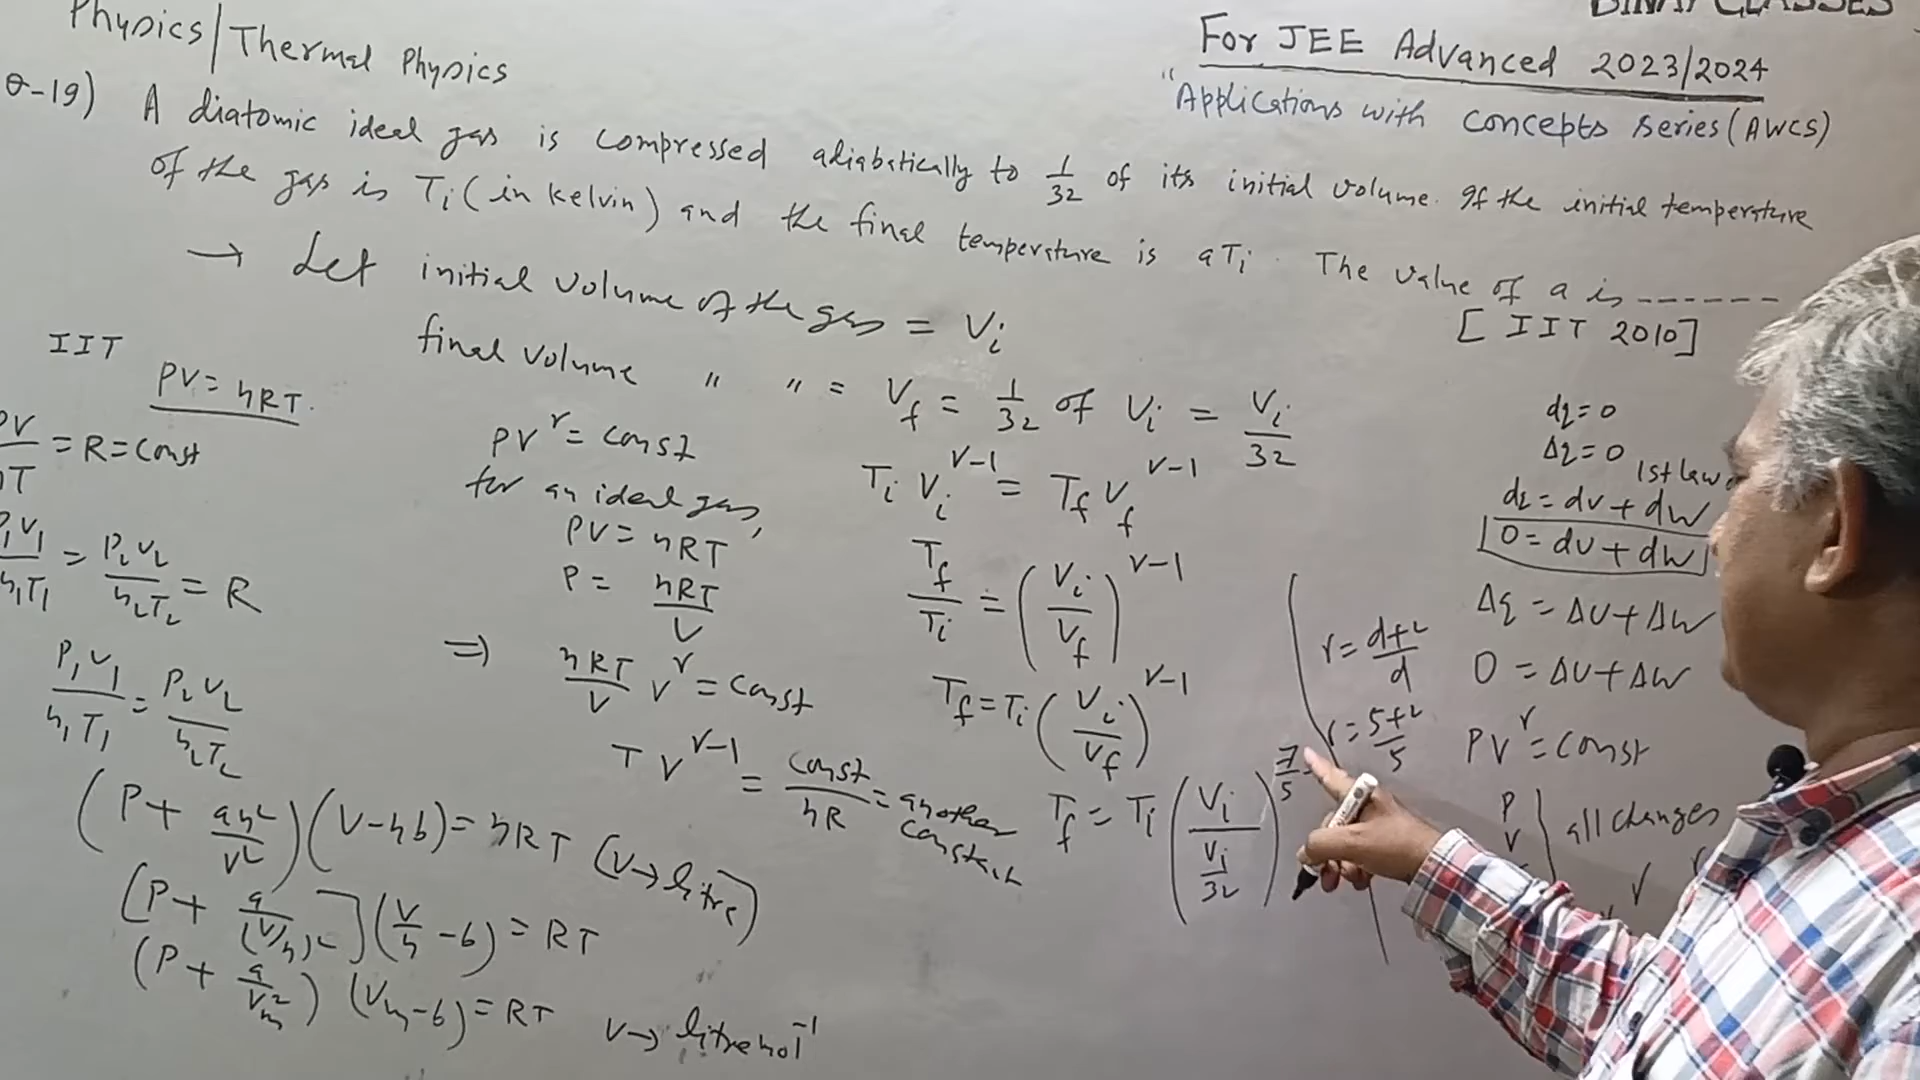 Physics/Thermal Physics
BINAY CLASSES
For JEE Advanced 2023/2024
"Applications with concepts series (AWCS)
Q-19) A diatomic ideal gas is compressed adiabatically to 1/32 of its initial volume. If the initial temperature
of the gas is Ti (in kelvin) and the final temperature is aTi. The value of a is ------
[IIT 2010]
→ Let initial volume of the gas = Vi
final volume " " = Vf = 1/32 of Vi = Vi/32
IIT
PV = nRT.
PV/nT = R = Const
P1V1/n1T1 = P2V2/n2T2 = R
P1V1/n1T1 = P2V2/n2T2
(P + an²/V²)(V-nb) = nRT (V→litre)
[P + a/(V/n)²](V/n - b) = RT
(P + a/Vm²)(Vm-b) = RT V→ litre mol⁻¹
PV^r = Const
for an ideal gas,
PV = nRT
P = nRT/V
⇒ nRT/V V^r = Const
TV^r-1 = const/nR = another constant
Ti Vi^r-1 = Tf Vf^r-1
Tf/Ti = (Vi/Vf)^r-1
Tf = Ti (Vi/Vf)^r-1
Tf = Ti (Vi/(Vi/32))^7/5-
r = d+2/d
r = 5+2/5
dq = 0
Δq = 0
1st law
dq = dU + dW
0 = dU + dW
Δq = ΔU + ΔW
0 = ΔU + ΔW
PV^r = Const
P
V
all changes